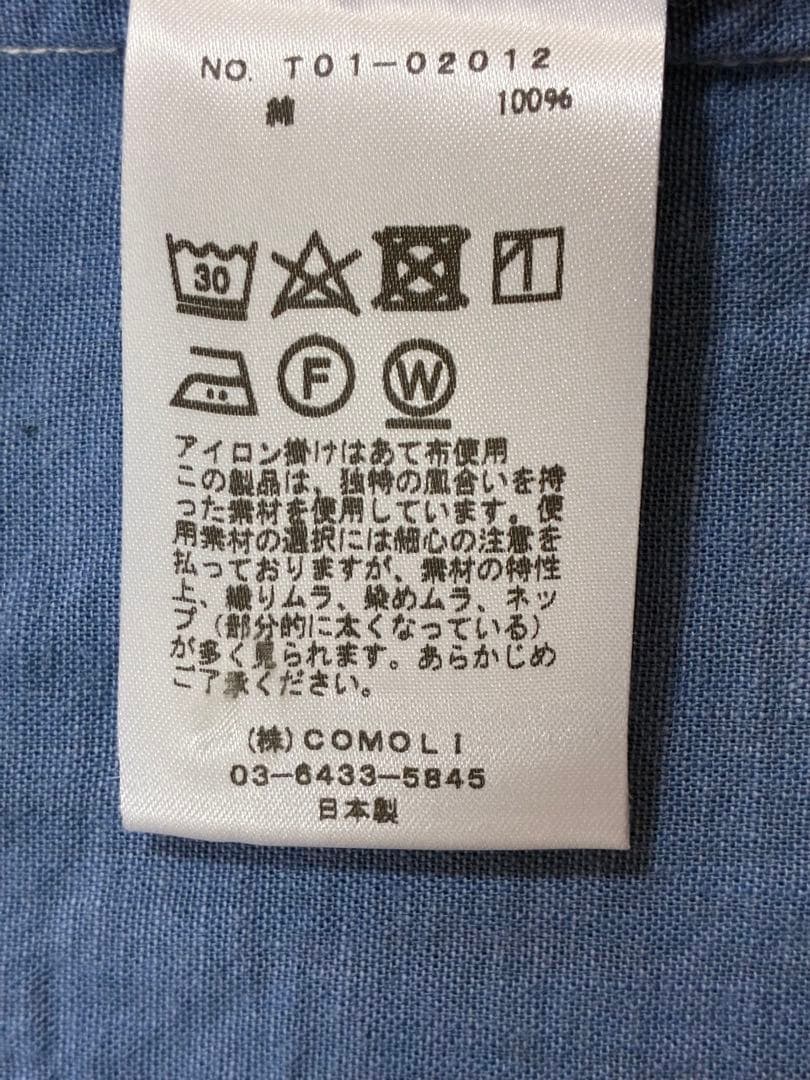 NO. T01-02012
綿 100%
30
F W
アイロン掛けはあて布使用
この製品は、独特の風合いを持
った素材を使用しています。使
用素材の選択には細心の注意を
払っておりますが、素材の特性
上、織りムラ、染めムラ、ネッ
プ(部分的に太くなっている)
が多く見られます。あらかじめ
ご了承ください。
(株)COMOLI
03-6433-5845
日本製